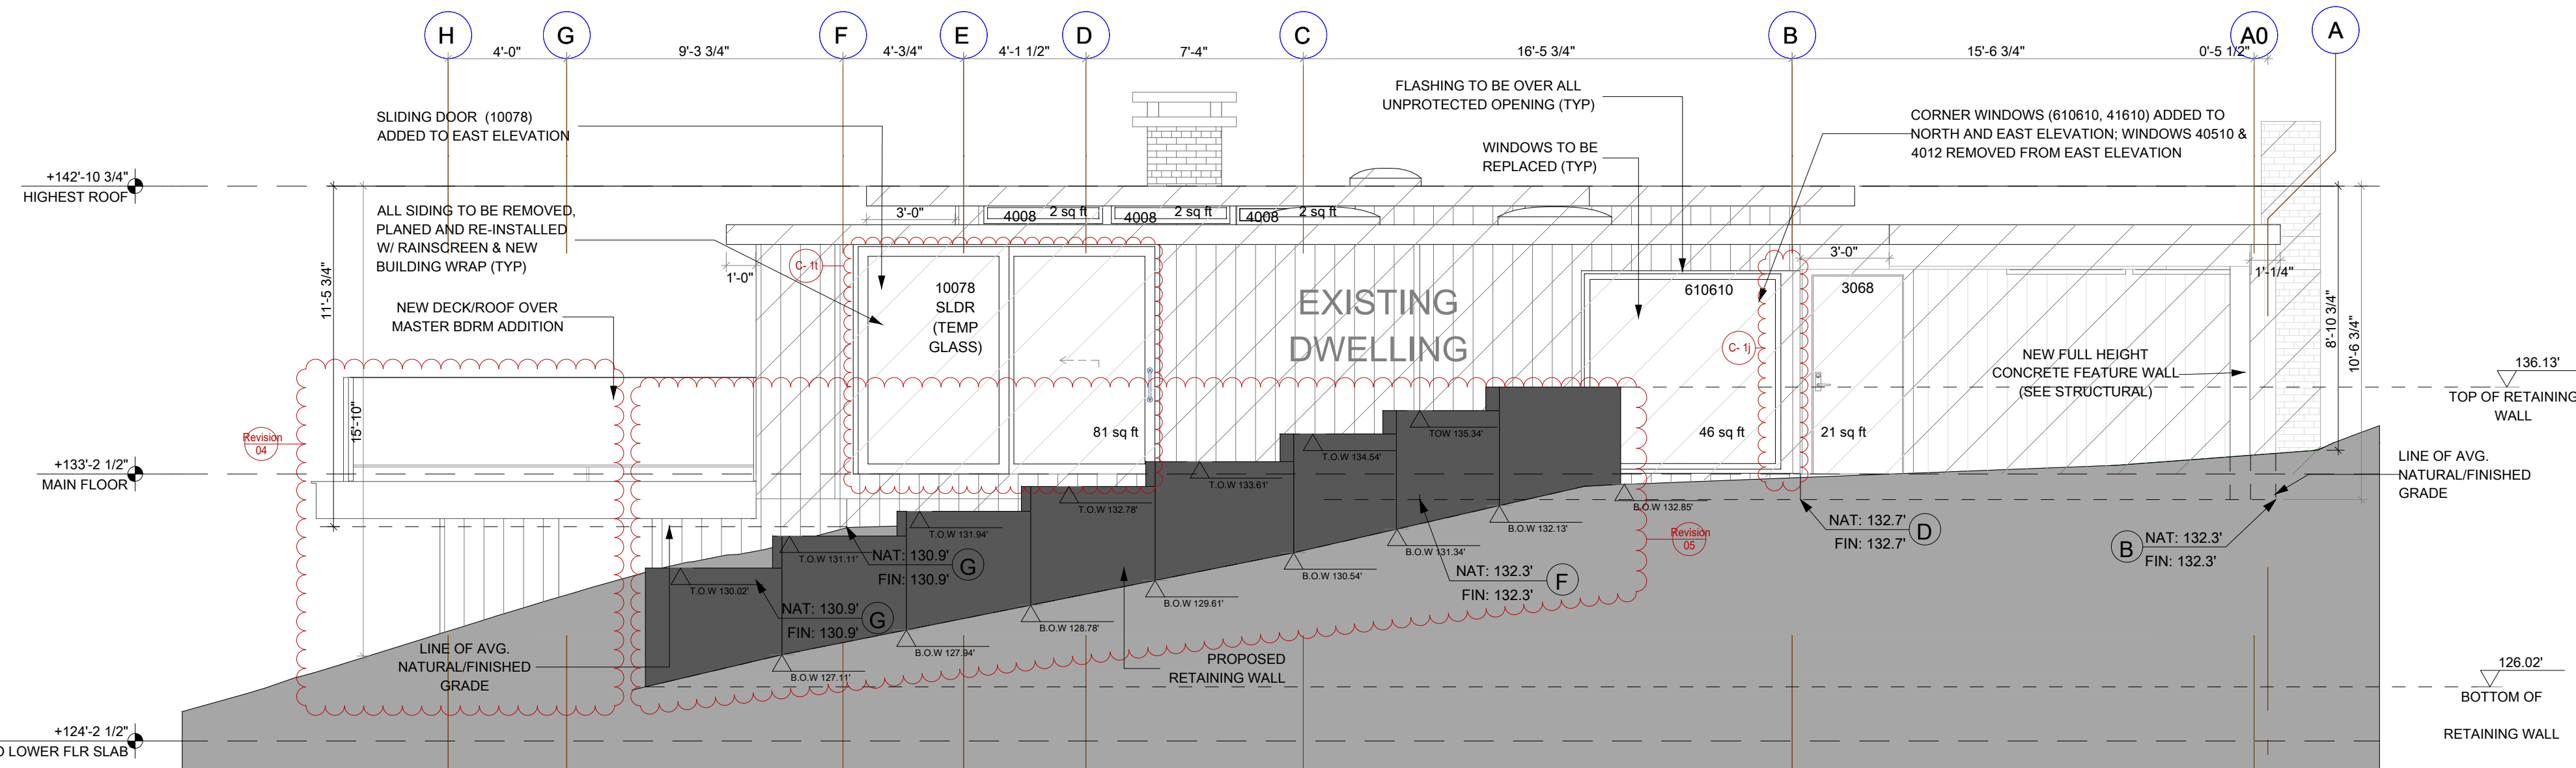 H
G
F
E
D
C
B
A0
A
4'-0"
9'-3 3/4"
4'-3/4"
4'-1 1/2"
7'-4"
16'-5 3/4"
15'-6 3/4"
0'-5 1/2"
SLIDING DOOR (10078)
ADDED TO EAST ELEVATION
FLASHING TO BE OVER ALL
UNPROTECTED OPENING (TYP)
WINDOWS TO BE
REPLACED (TYP)
CORNER WINDOWS (610610, 41610) ADDED TO
NORTH AND EAST ELEVATION; WINDOWS 40510 &
4012 REMOVED FROM EAST ELEVATION
+142'-10 3/4"
HIGHEST ROOF
ALL SIDING TO BE REMOVED,
PLANED AND RE-INSTALLED
W/ RAINSCREEN & NEW
BUILDING WRAP (TYP)
NEW DECK/ROOF OVER
MASTER BDRM ADDITION
3'-0"
4008
2 sq ft
4008
2 sq ft
4008
2 sq ft
C- 1t
1'-0"
10078
SLDR
(TEMP
GLASS)
81 sq ft
EXISTING
DWELLING
610610
46 sq ft
C- 1j
3'-0"
3068
21 sq ft
1'-1/4"
NEW FULL HEIGHT
CONCRETE FEATURE WALL
(SEE STRUCTURAL)
11'-5 3/4"
15'-10"
8'-10 3/4"
10'-6 3/4"
136.13'
TOP OF RETAINING
WALL
Revision
04
+133'-2 1/2"
MAIN FLOOR
LINE OF AVG.
NATURAL/FINISHED
GRADE
TOW 135.34'
T.O.W 134.54'
T.O.W 133.61'
T.O.W 132.78'
T.O.W 131.94'
T.O.W 131.11'
T.O.W 130.02'
B.O.W 132.85'
B.O.W 132.13'
B.O.W 131.34'
B.O.W 130.54'
B.O.W 129.61'
B.O.W 128.78'
B.O.W 127.94'
B.O.W 127.11'
NAT: 130.9'
FIN: 130.9'
G
NAT: 130.9'
FIN: 130.9'
G
NAT: 132.3'
FIN: 132.3'
F
Revision
05
NAT: 132.7'
FIN: 132.7'
D
B
NAT: 132.3'
FIN: 132.3'
LINE OF AVG.
NATURAL/FINISHED
GRADE
PROPOSED
RETAINING WALL
126.02'
BOTTOM OF
RETAINING WALL
+124'-2 1/2"
LOWER FLR SLAB